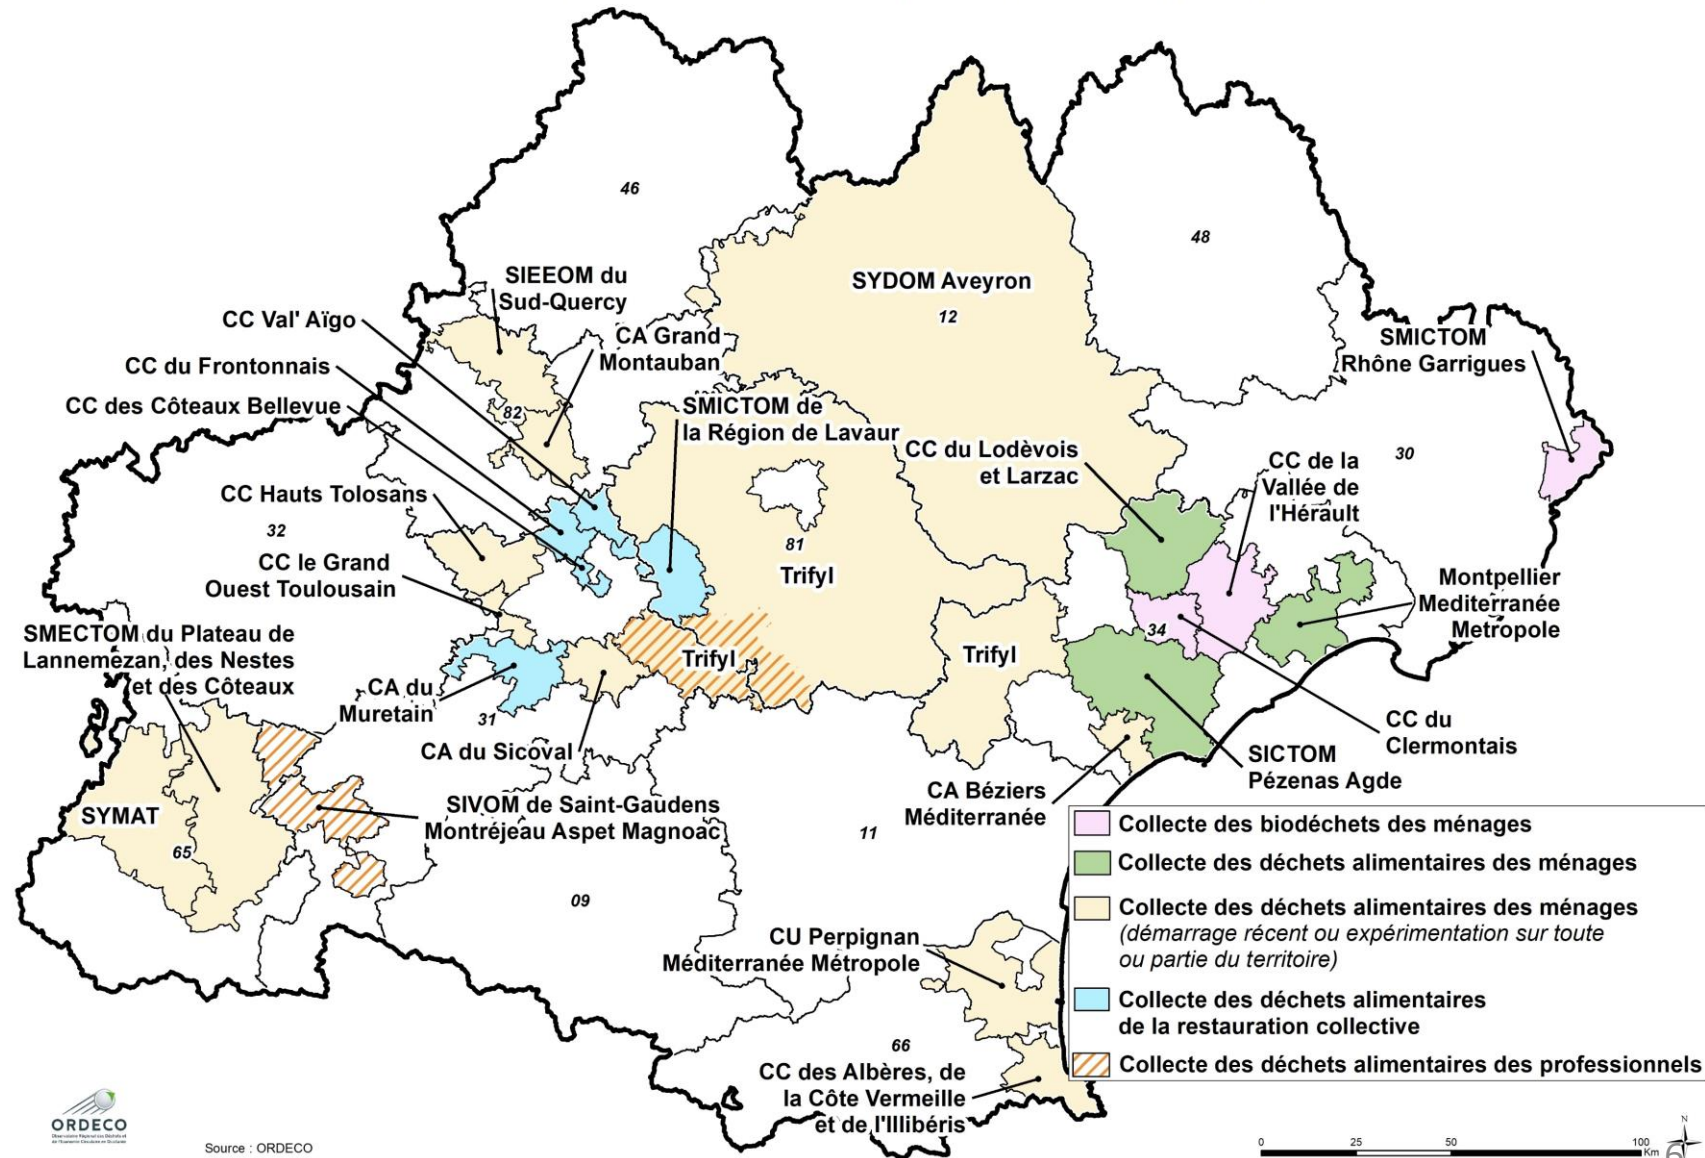 46
48
SIEEOM du
Sud-Quercy
SYDOM Aveyron
12
CC Val' Aïgo
CA Grand
Montauban
SMICTOM
Rhône Garrigues
CC du Frontonnais
CC des Côteaux Bellevue
82
SMICTOM de
la Région de Lavaur
CC du Lodèvois
et Larzac
30
CC de la
Vallée de
l'Hérault
CC Hauts Tolosans
32
81
Trifyl
CC le Grand
Ouest Toulousain
Montpellier
Mediterranée
Metropole
SMECTOM du Plateau de
Lannemezan, des Nestes
et des Côteaux
34
Trifyl
Trifyl
CA du
Muretain
31
CC du
Clermontais
CA du Sicoval
SICTOM
Pézenas Agde
CA Béziers
Méditerranée
SYMAT
65
SIVOM de Saint-Gaudens
Montréjeau Aspet Magnoac
11
09
CU Perpignan
Méditerranée Métropole
66
CC des Albères, de
la Côte Vermeille
et de l'Illibéris
Collecte des biodéchets des ménages
Collecte des déchets alimentaires des ménages
Collecte des déchets alimentaires des ménages
(démarrage récent ou expérimentation sur toute
ou partie du territoire)
Collecte des déchets alimentaires
de la restauration collective
Collecte des déchets alimentaires des professionnels
ORDECO
Source : ORDECO
N
0 25 50 100
Km